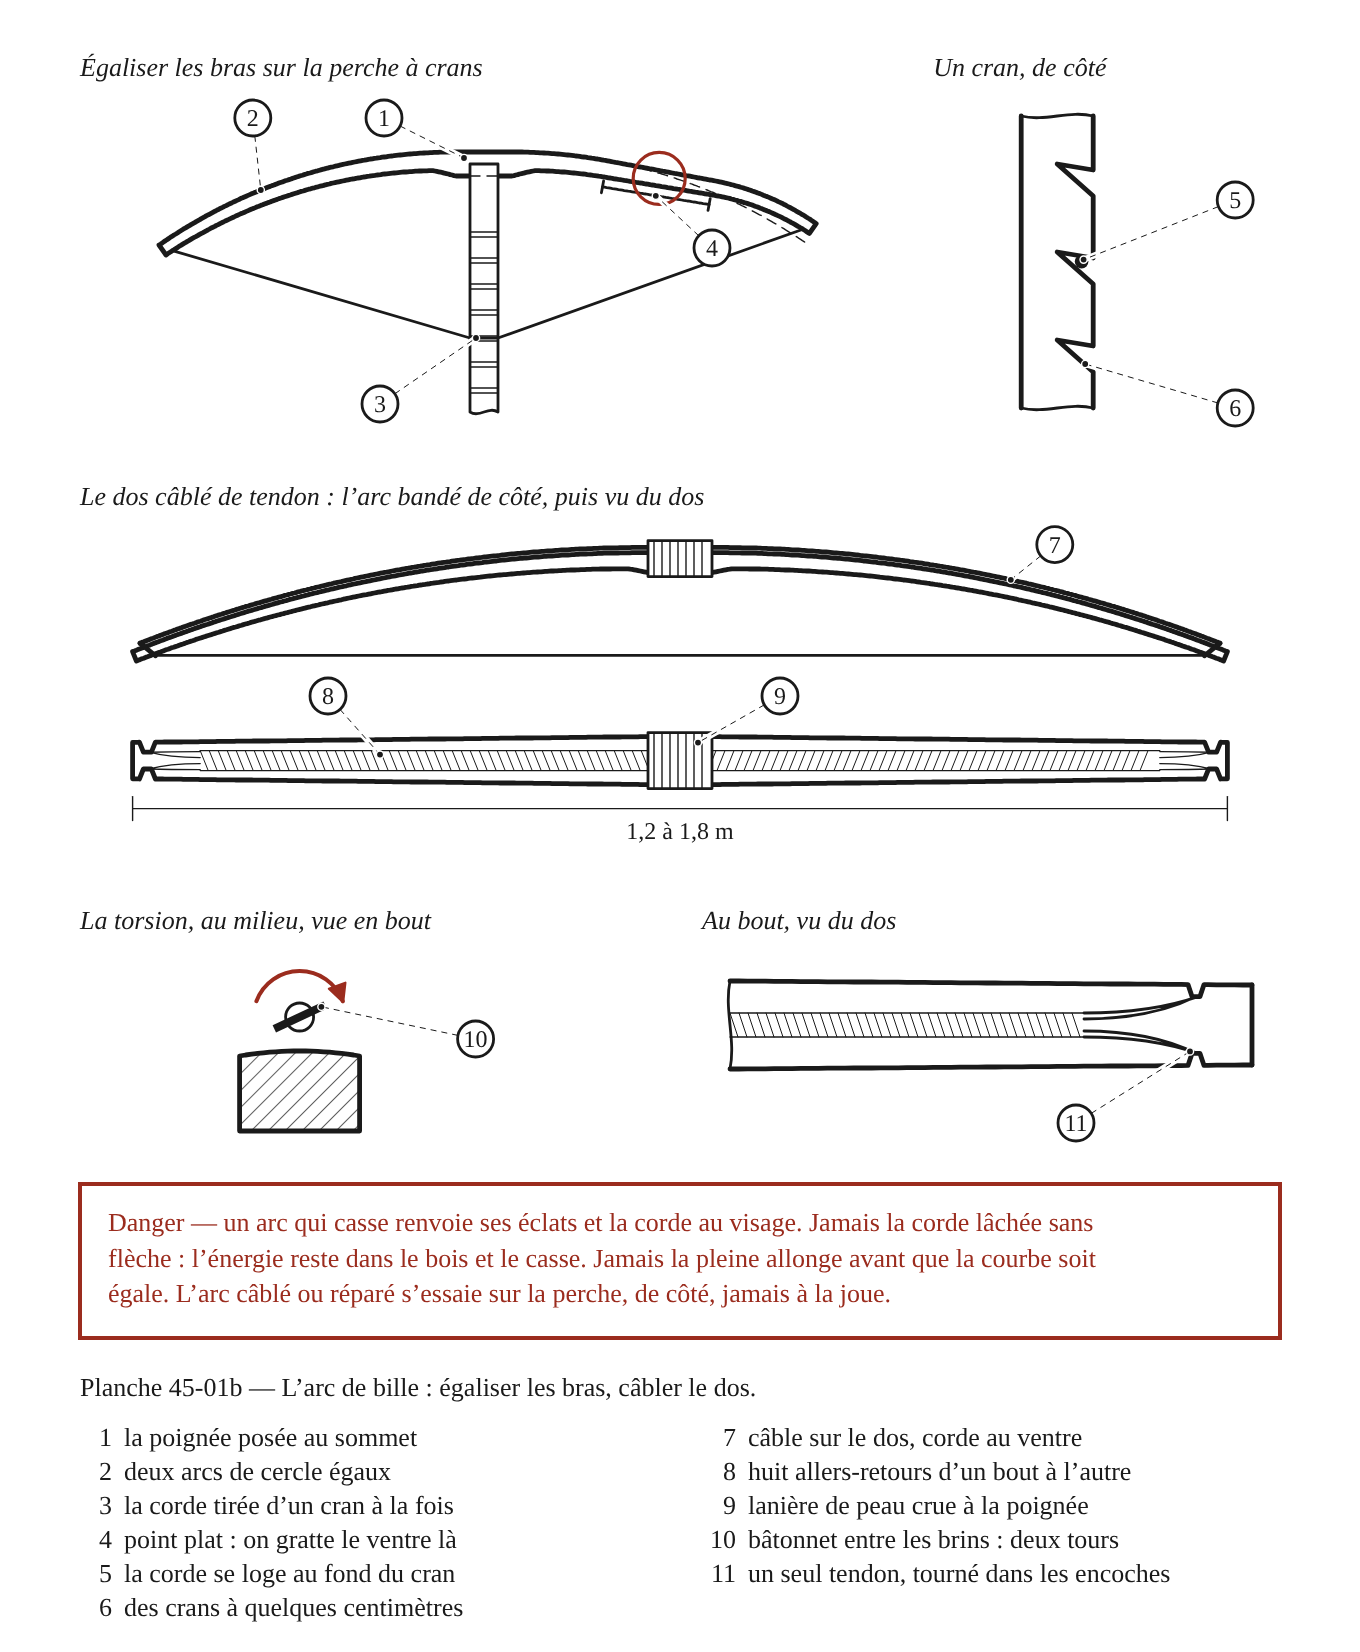 Égaliser les bras sur la perche à crans
Un cran, de côté
2
1
5
4
3
6
Le dos câblé de tendon : l’arc bandé de côté, puis vu du dos
7
8
9
1,2 à 1,8 m
La torsion, au milieu, vue en bout
Au bout, vu du dos
10
11
Danger — un arc qui casse renvoie ses éclats et la corde au visage. Jamais la corde lâchée sans
flèche : l’énergie reste dans le bois et le casse. Jamais la pleine allonge avant que la courbe soit
égale. L’arc câblé ou réparé s’essaie sur la perche, de côté, jamais à la joue.
Planche 45-01b — L’arc de bille : égaliser les bras, câbler le dos.
1 la poignée posée au sommet
2 deux arcs de cercle égaux
3 la corde tirée d’un cran à la fois
4 point plat : on gratte le ventre là
5 la corde se loge au fond du cran
6 des crans à quelques centimètres
7 câble sur le dos, corde au ventre
8 huit allers-retours d’un bout à l’autre
9 lanière de peau crue à la poignée
10 bâtonnet entre les brins : deux tours
11 un seul tendon, tourné dans les encoches